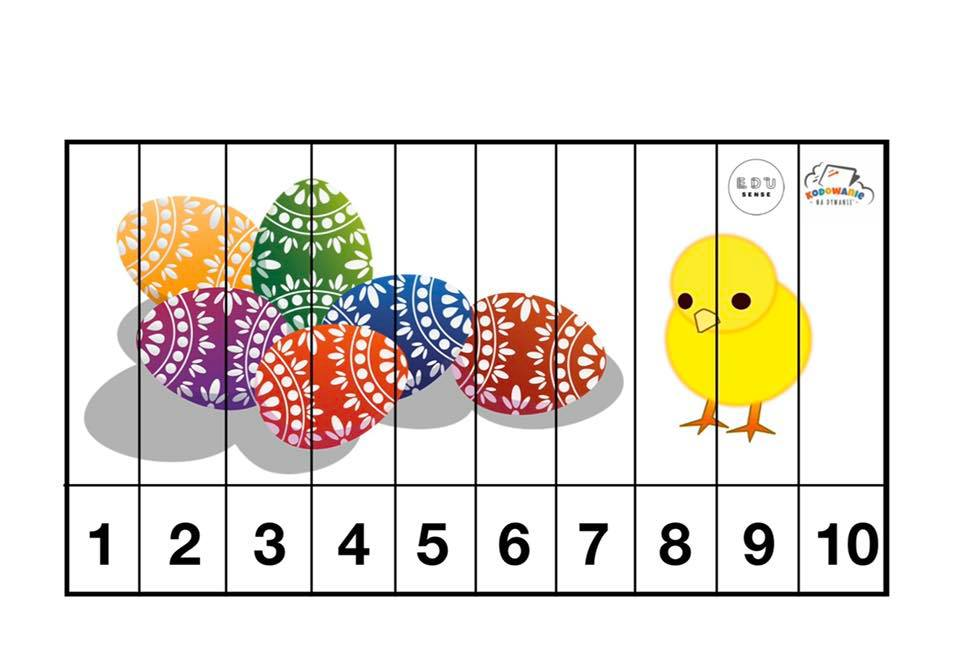 EDU
SENSE
KODOWANIE
NA DYWANIE
1 2 3 4 5 6 7 8 9 10